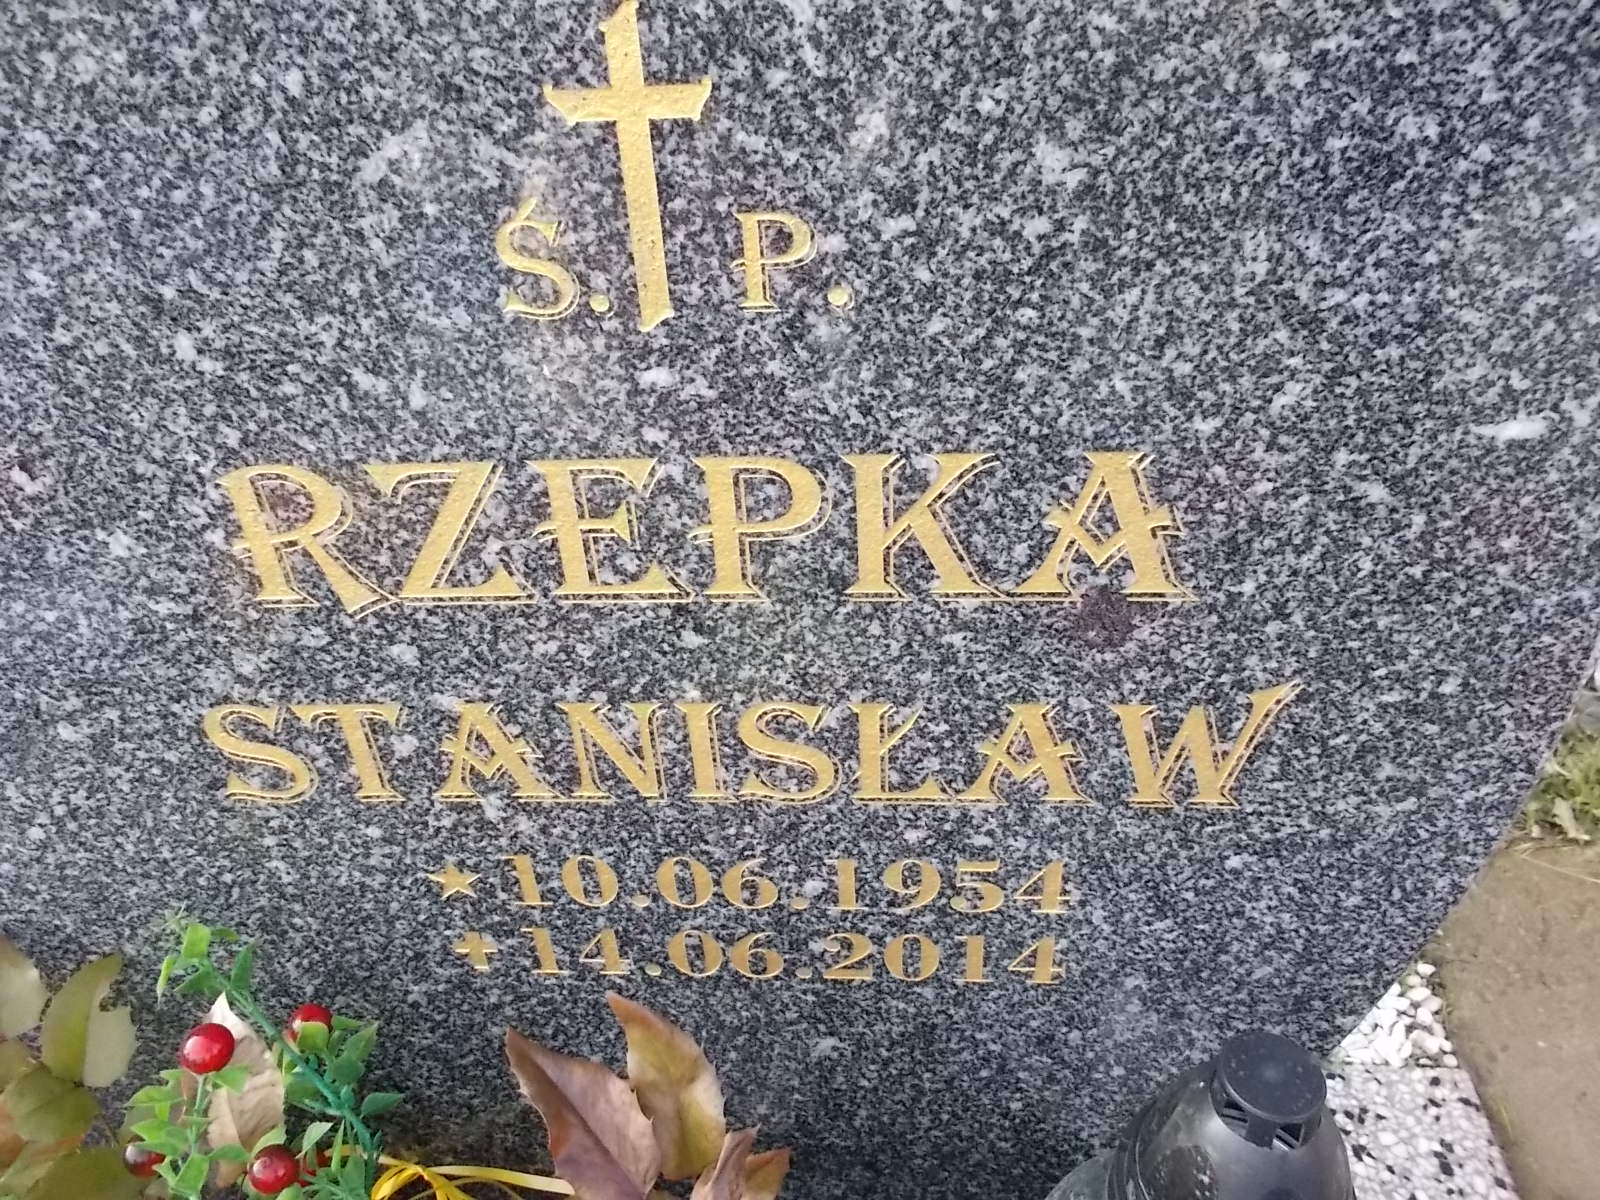 Ś. P.
RZEPKA
STANISŁAW
★ 10.06.1954
✝ 14.06.2014